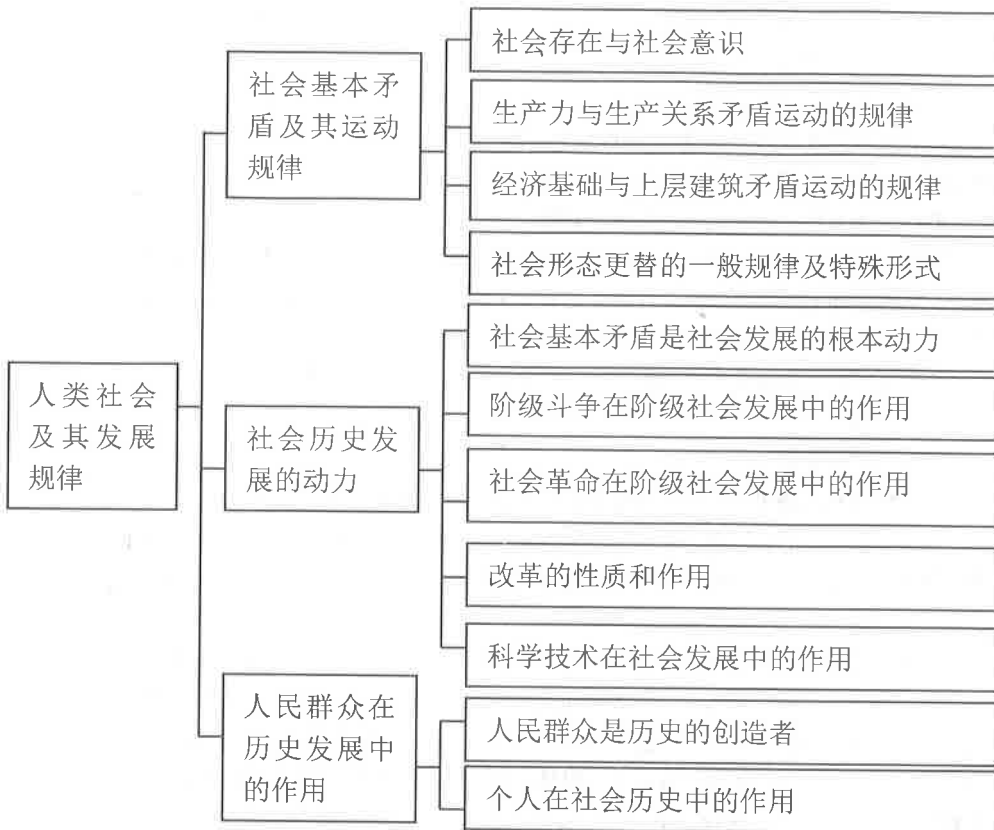 人类社会
及其发展
规律
社会基本矛
盾及其运动
规律
社会存在与社会意识
生产力与生产关系矛盾运动的规律
经济基础与上层建筑矛盾运动的规律
社会形态更替的一般规律及特殊形式
社会历史发
展的动力
社会基本矛盾是社会发展的根本动力
阶级斗争在阶级社会发展中的作用
社会革命在阶级社会发展中的作用
改革的性质和作用
科学技术在社会发展中的作用
人民群众在
历史发展中
的作用
人民群众是历史的创造者
个人在社会历史中的作用